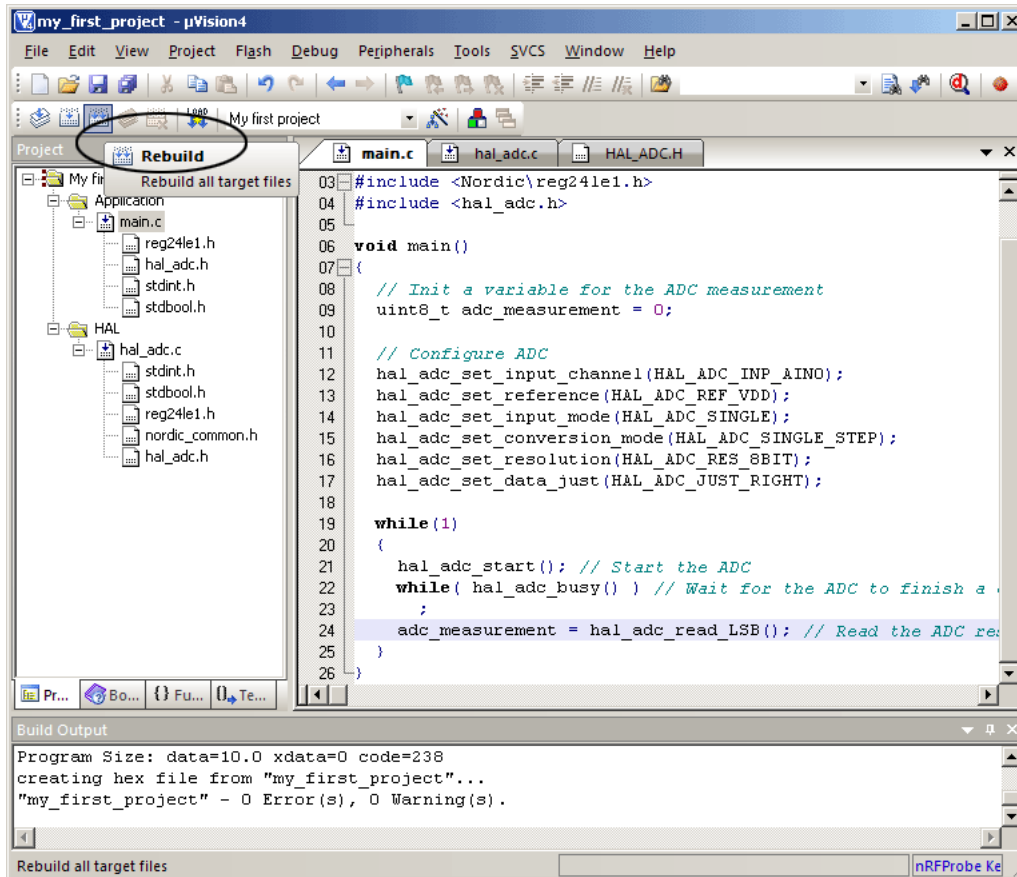 my_first_project - µVision4
File Edit View Project Flash Debug Peripherals Tools SVCS Window Help
LOAD My first project
Project
Rebuild
Rebuild all target files
main.c hal_adc.c HAL_ADC.H
My fir
Application
main.c
reg24le1.h
hal_adc.h
stdint.h
stdbool.h
HAL
hal_adc.c
stdint.h
stdbool.h
reg24le1.h
nordic_common.h
hal_adc.h
03 #include <Nordic\reg24le1.h>
04 #include <hal_adc.h>
05
06 void main()
07 {
08 // Init a variable for the ADC measurement
09 uint8_t adc_measurement = 0;
10
11 // Configure ADC
12 hal_adc_set_input_channel(HAL_ADC_INP_AIN0);
13 hal_adc_set_reference(HAL_ADC_REF_VDD);
14 hal_adc_set_input_mode(HAL_ADC_SINGLE);
15 hal_adc_set_conversion_mode(HAL_ADC_SINGLE_STEP);
16 hal_adc_set_resolution(HAL_ADC_RES_8BIT);
17 hal_adc_set_data_just(HAL_ADC_JUST_RIGHT);
18
19 while(1)
20 {
21 hal_adc_start(); // Start the ADC
22 while( hal_adc_busy() ) // Wait for the ADC to finish a
23 ;
24 adc_measurement = hal_adc_read_LSB(); // Read the ADC res
25 }
26 }
Pr... Bo... {} Fu... 0 Te...
Build Output
Program Size: data=10.0 xdata=0 code=238
creating hex file from "my_first_project"...
"my_first_project" - 0 Error(s), 0 Warning(s).
Rebuild all target files
nRFProbe Ke